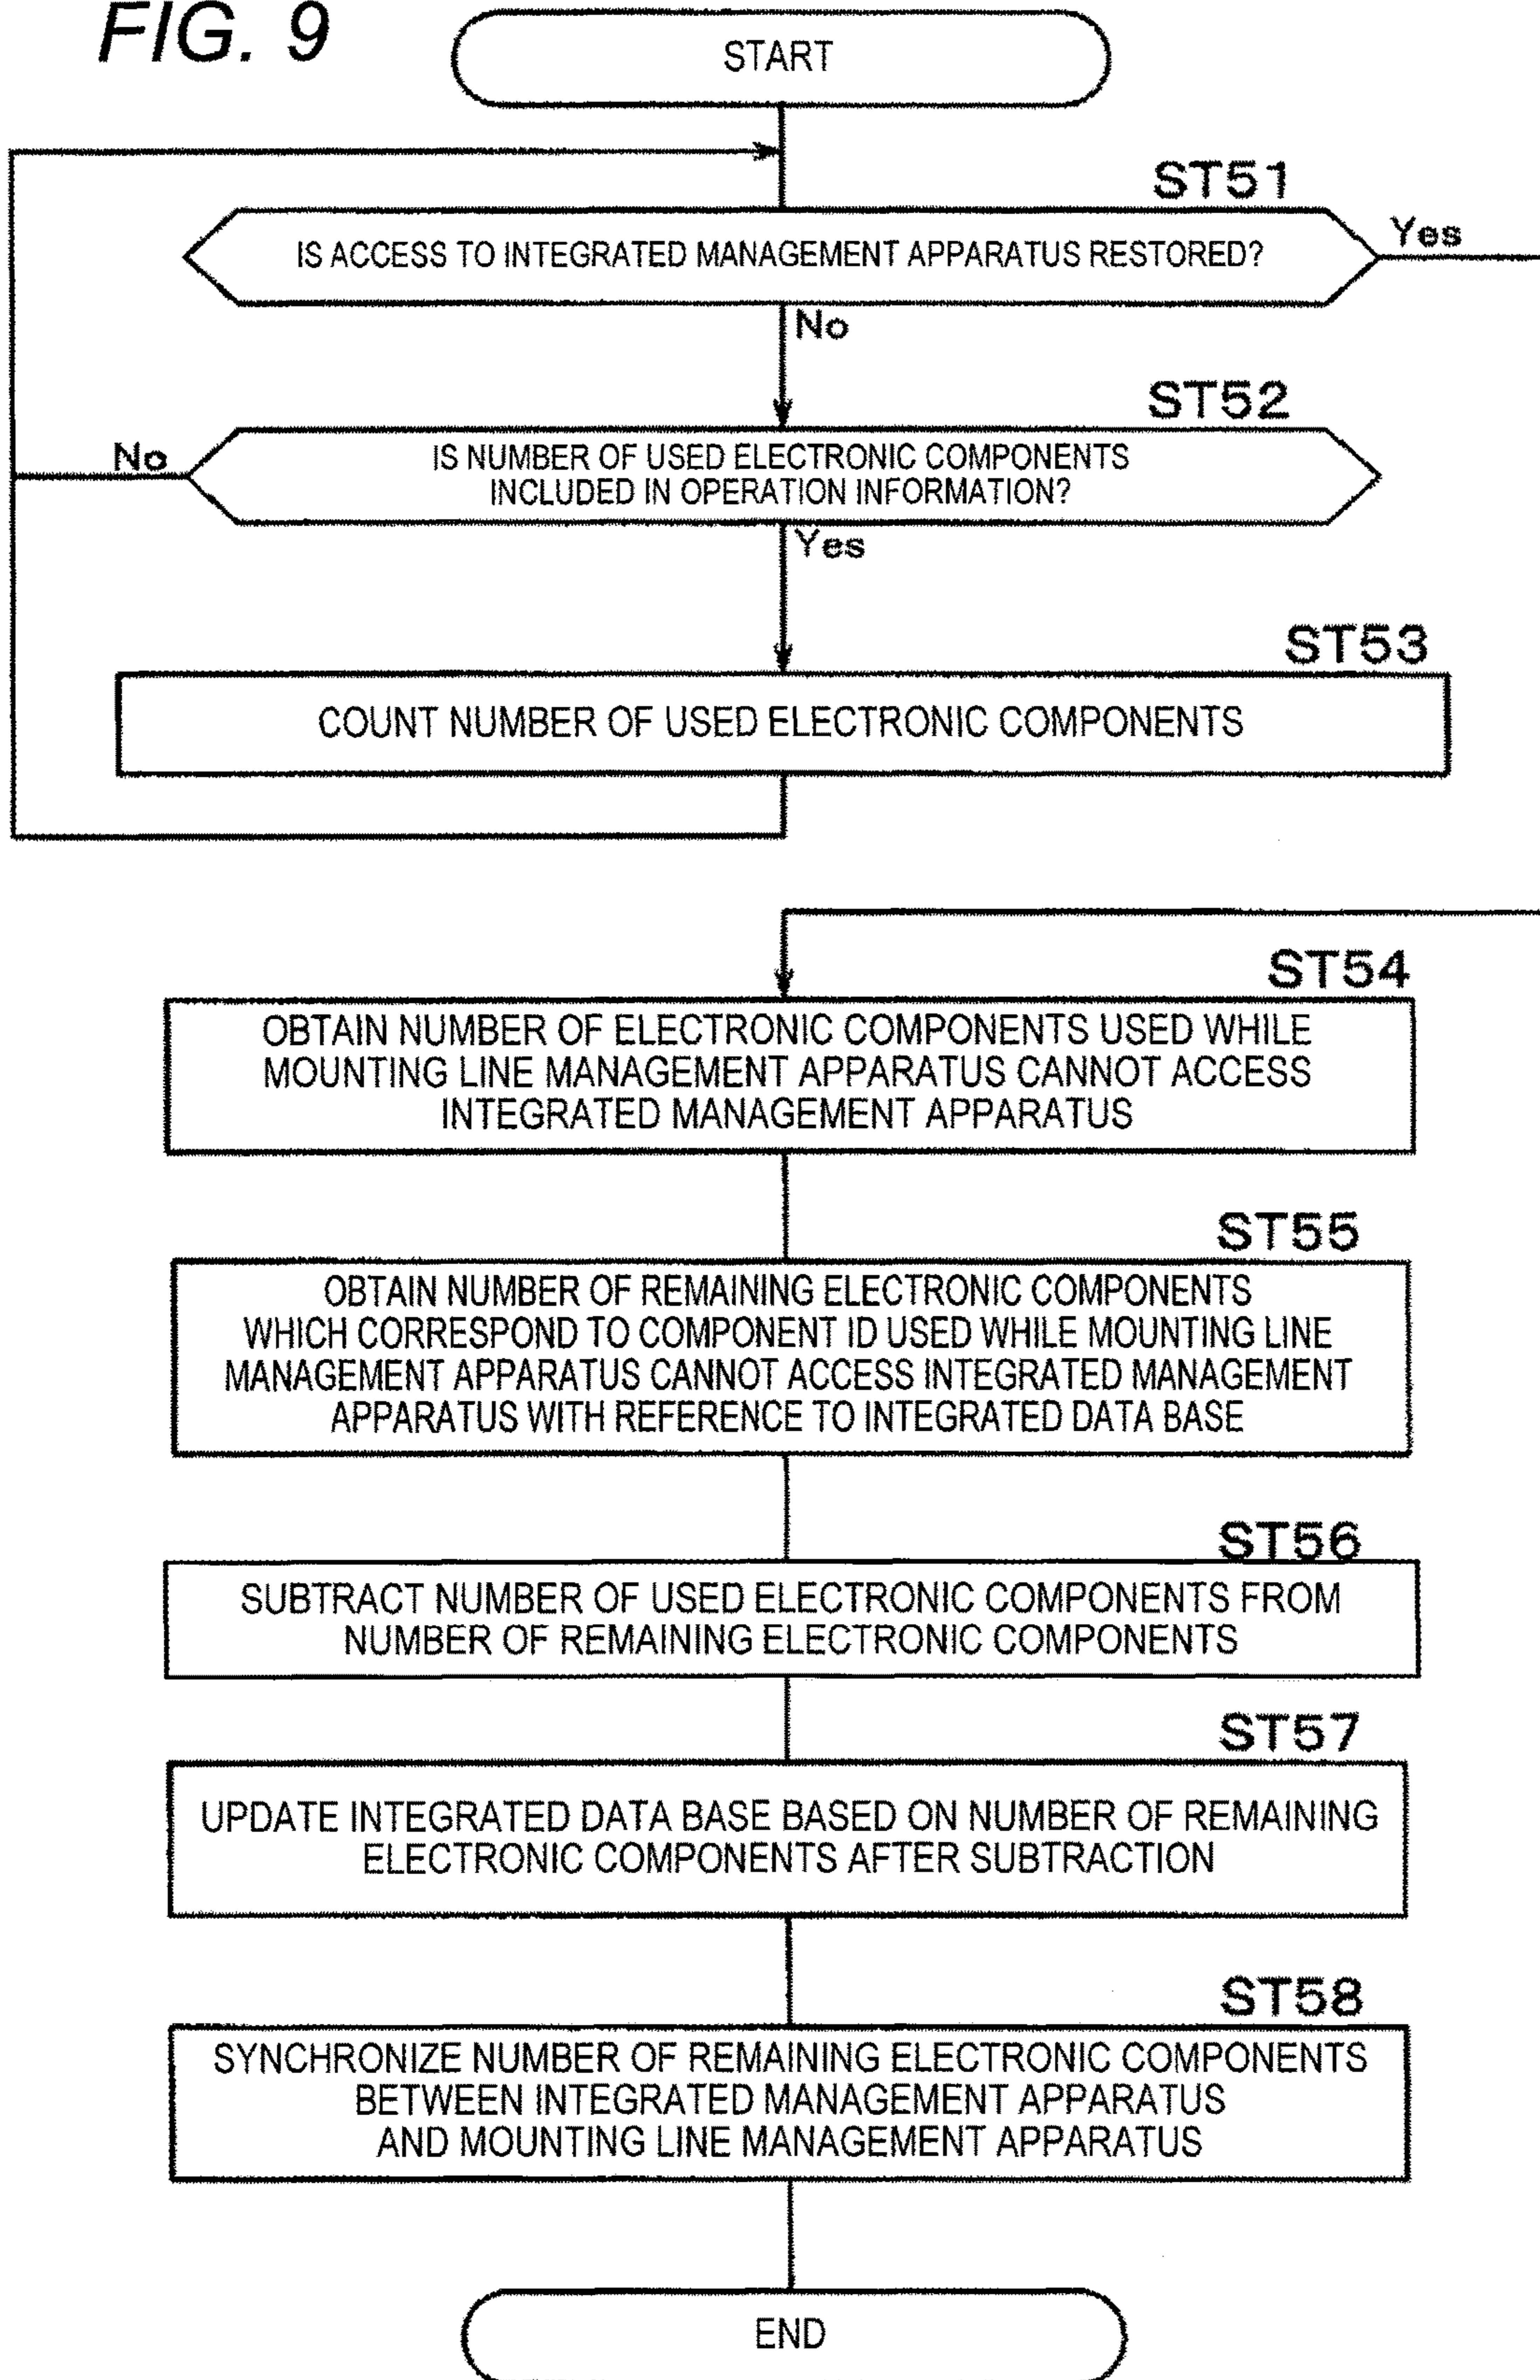 FIG. 9
START
ST51
IS ACCESS TO INTEGRATED MANAGEMENT APPARATUS RESTORED?
Yes
No
ST52
IS NUMBER OF USED ELECTRONIC COMPONENTS
INCLUDED IN OPERATION INFORMATION?
No
Yes
ST53
COUNT NUMBER OF USED ELECTRONIC COMPONENTS
ST54
OBTAIN NUMBER OF ELECTRONIC COMPONENTS USED WHILE
MOUNTING LINE MANAGEMENT APPARATUS CANNOT ACCESS
INTEGRATED MANAGEMENT APPARATUS
ST55
OBTAIN NUMBER OF REMAINING ELECTRONIC COMPONENTS
WHICH CORRESPOND TO COMPONENT ID USED WHILE MOUNTING LINE
MANAGEMENT APPARATUS CANNOT ACCESS INTEGRATED MANAGEMENT
APPARATUS WITH REFERENCE TO INTEGRATED DATA BASE
ST56
SUBTRACT NUMBER OF USED ELECTRONIC COMPONENTS FROM
NUMBER OF REMAINING ELECTRONIC COMPONENTS
ST57
UPDATE INTEGRATED DATA BASE BASED ON NUMBER OF REMAINING
ELECTRONIC COMPONENTS AFTER SUBTRACTION
ST58
SYNCHRONIZE NUMBER OF REMAINING ELECTRONIC COMPONENTS
BETWEEN INTEGRATED MANAGEMENT APPARATUS
AND MOUNTING LINE MANAGEMENT APPARATUS
END